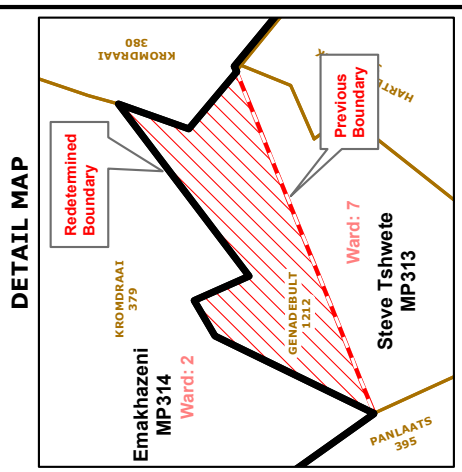 DETAIL MAP
KROMDRAAI
380
Redetermined
Boundary
Previous
Boundary
KROMDRAAI
379
Emakhazeni
MP314
Ward: 2
GENADEBULT
1212
Ward: 7
Steve Tshwete
MP313
PANLAATS
395